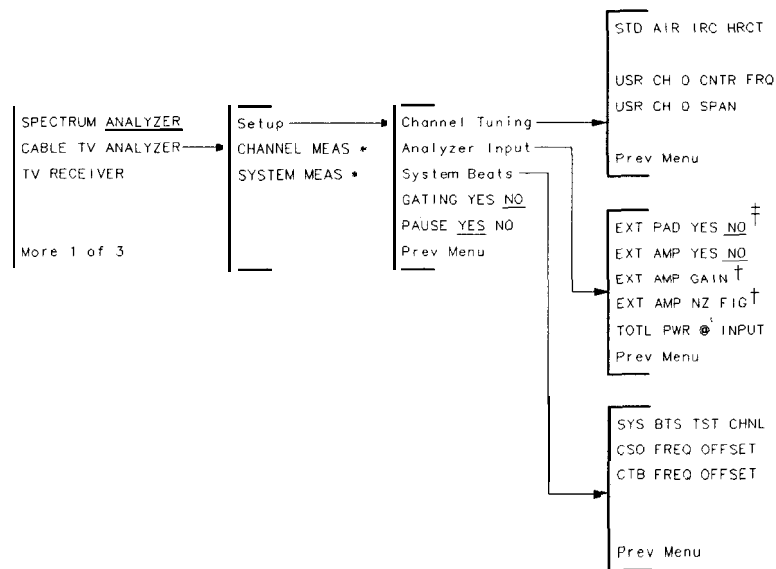 SPECTRUM ANALYZER
CABLE TV ANALYZER
TV RECEIVER
More 1 of 3
Setup
CHANNEL MEAS *
SYSTEM MEAS *
Channel Tuning
Analyzer Input
System Beats
GATING YES NO
PAUSE YES NO
Prev Menu
STD AIR IRC HRCT
USR CH 0 CNTR FRQ
USR CH 0 SPAN
Prev Menu
EXT PAD YES NO ‡
EXT AMP YES NO
EXT AMP GAIN †
EXT AMP NZ FIG †
TOTL PWR @ INPUT
Prev Menu
SYS BTS TST CHNL
CSO FREQ OFFSET
CTB FREQ OFFSET
Prev Menu